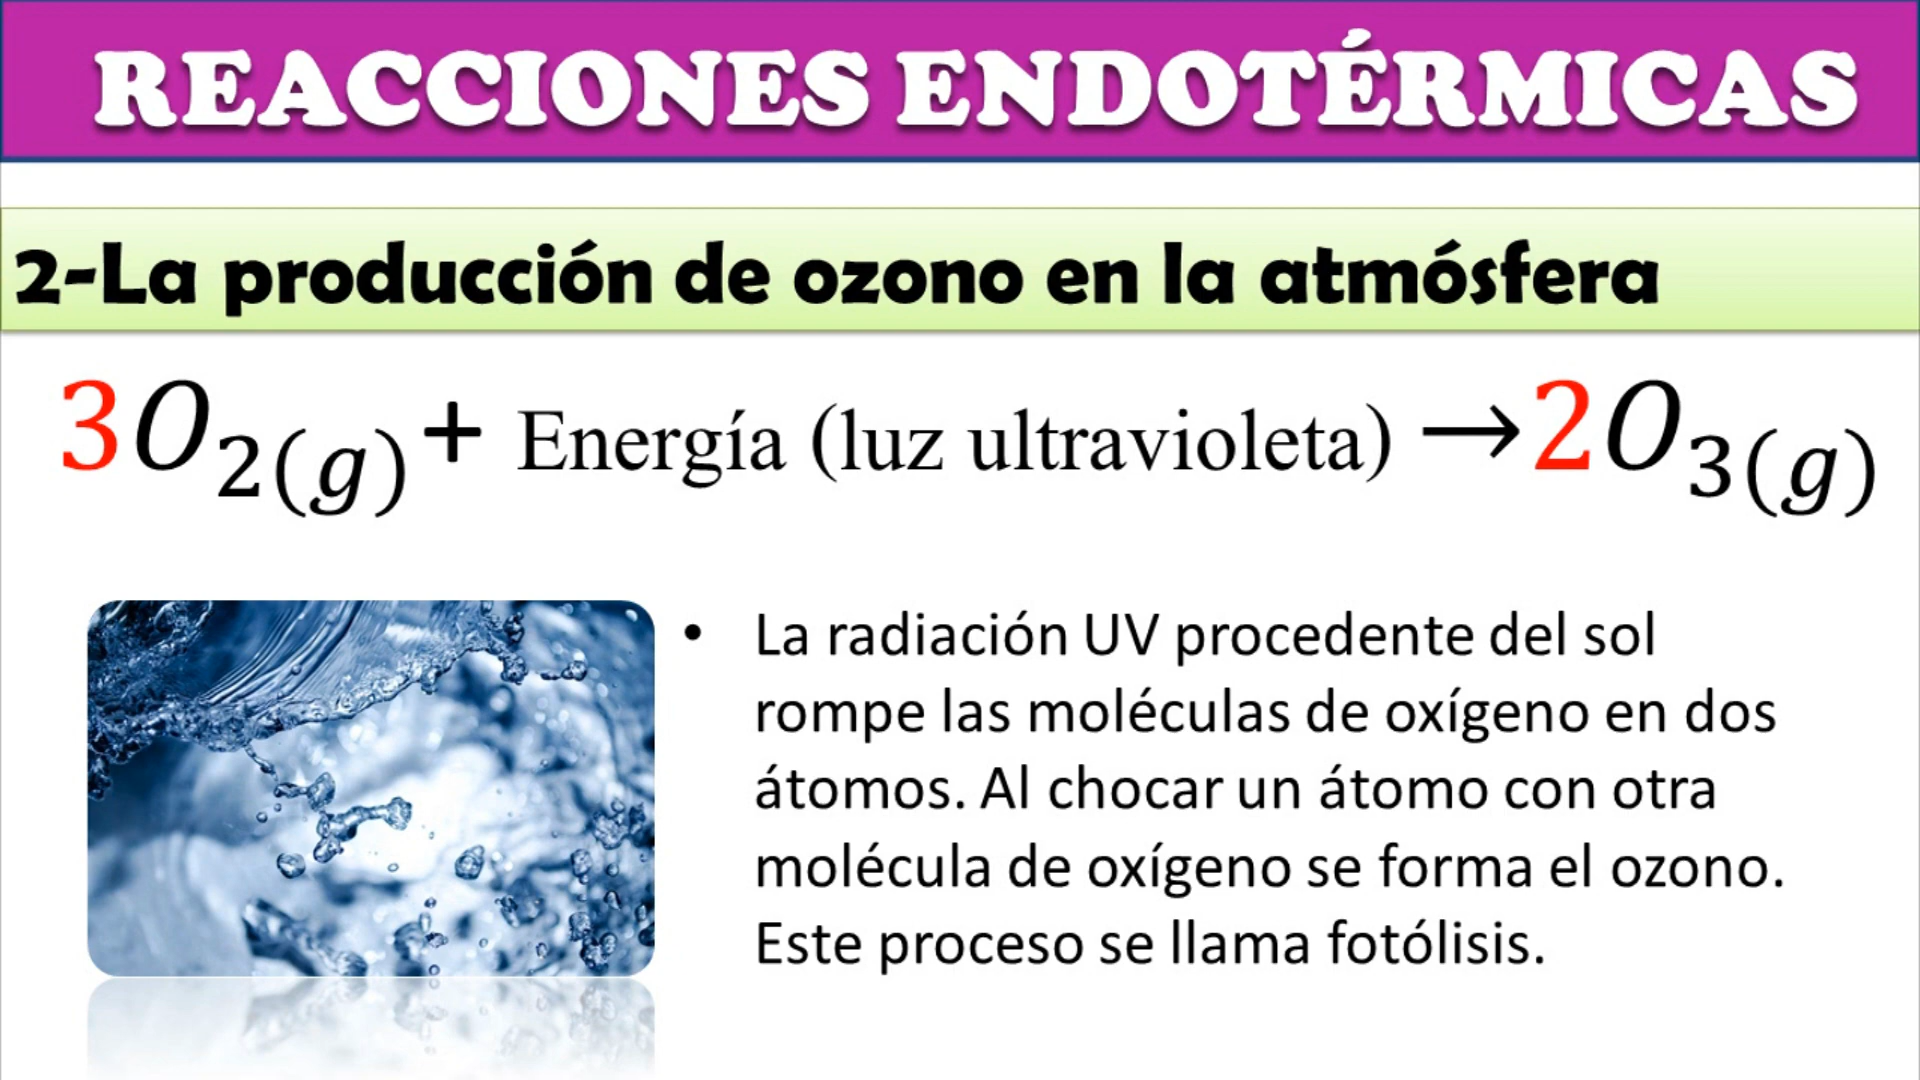 REACCIONES ENDOTÉRMICAS
2-La producción de ozono en la atmósfera
3O2(g) + Energía (luz ultravioleta) →2O3(g)
• La radiación UV procedente del sol
rompe las moléculas de oxígeno en dos
átomos. Al chocar un átomo con otra
molécula de oxígeno se forma el ozono.
Este proceso se llama fotólisis.